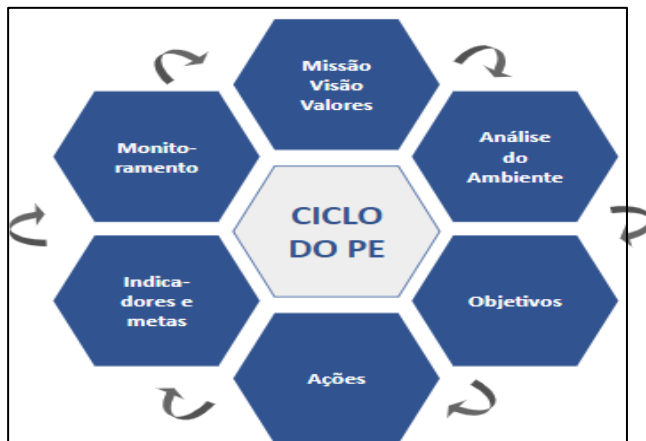 Missão
Visão
Valores
Análise
do
Ambiente
Objetivos
Ações
Indica-
dores e
metas
Monito-
ramento
CICLO
DO PE